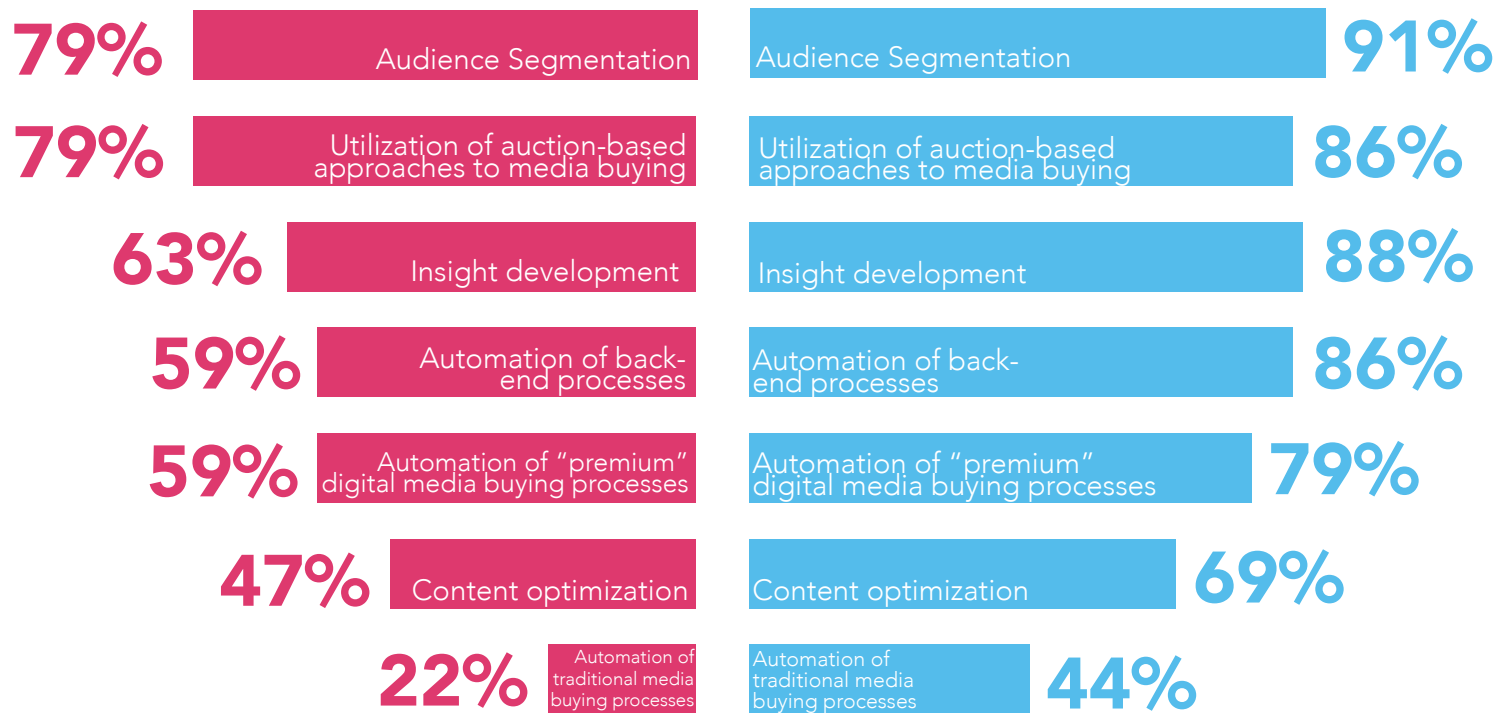 79%
Audience Segmentation
Audience Segmentation
91%
79%
Utilization of auction-based
approaches to media buying
Utilization of auction-based
approaches to media buying
86%
63%
Insight development
Insight development
88%
59%
Automation of back-
end processes
Automation of back-
end processes
86%
59%
Automation of “premium”
digital media buying processes
Automation of “premium”
digital media buying processes
79%
47%
Content optimization
Content optimization
69%
22%
Automation of
traditional media
buying processes
Automation of
traditional media
buying processes
44%